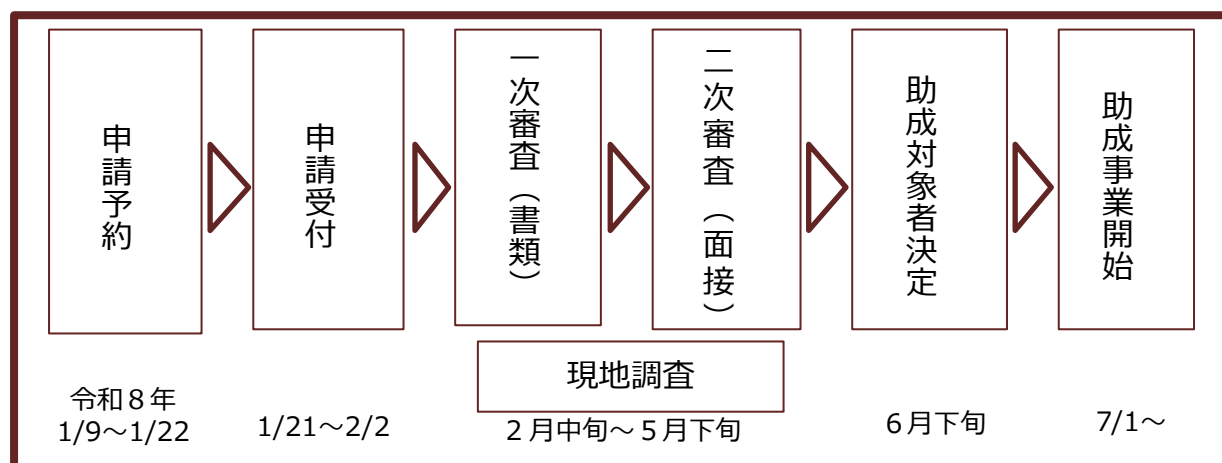 申請予約
申請受付
一次審査（書類）
二次審査（面接）
助成対象者決定
助成事業開始
現地調査
令和８年
1/9～1/22
1/21～2/2
２月中旬～５月下旬
６月下旬
7/1～